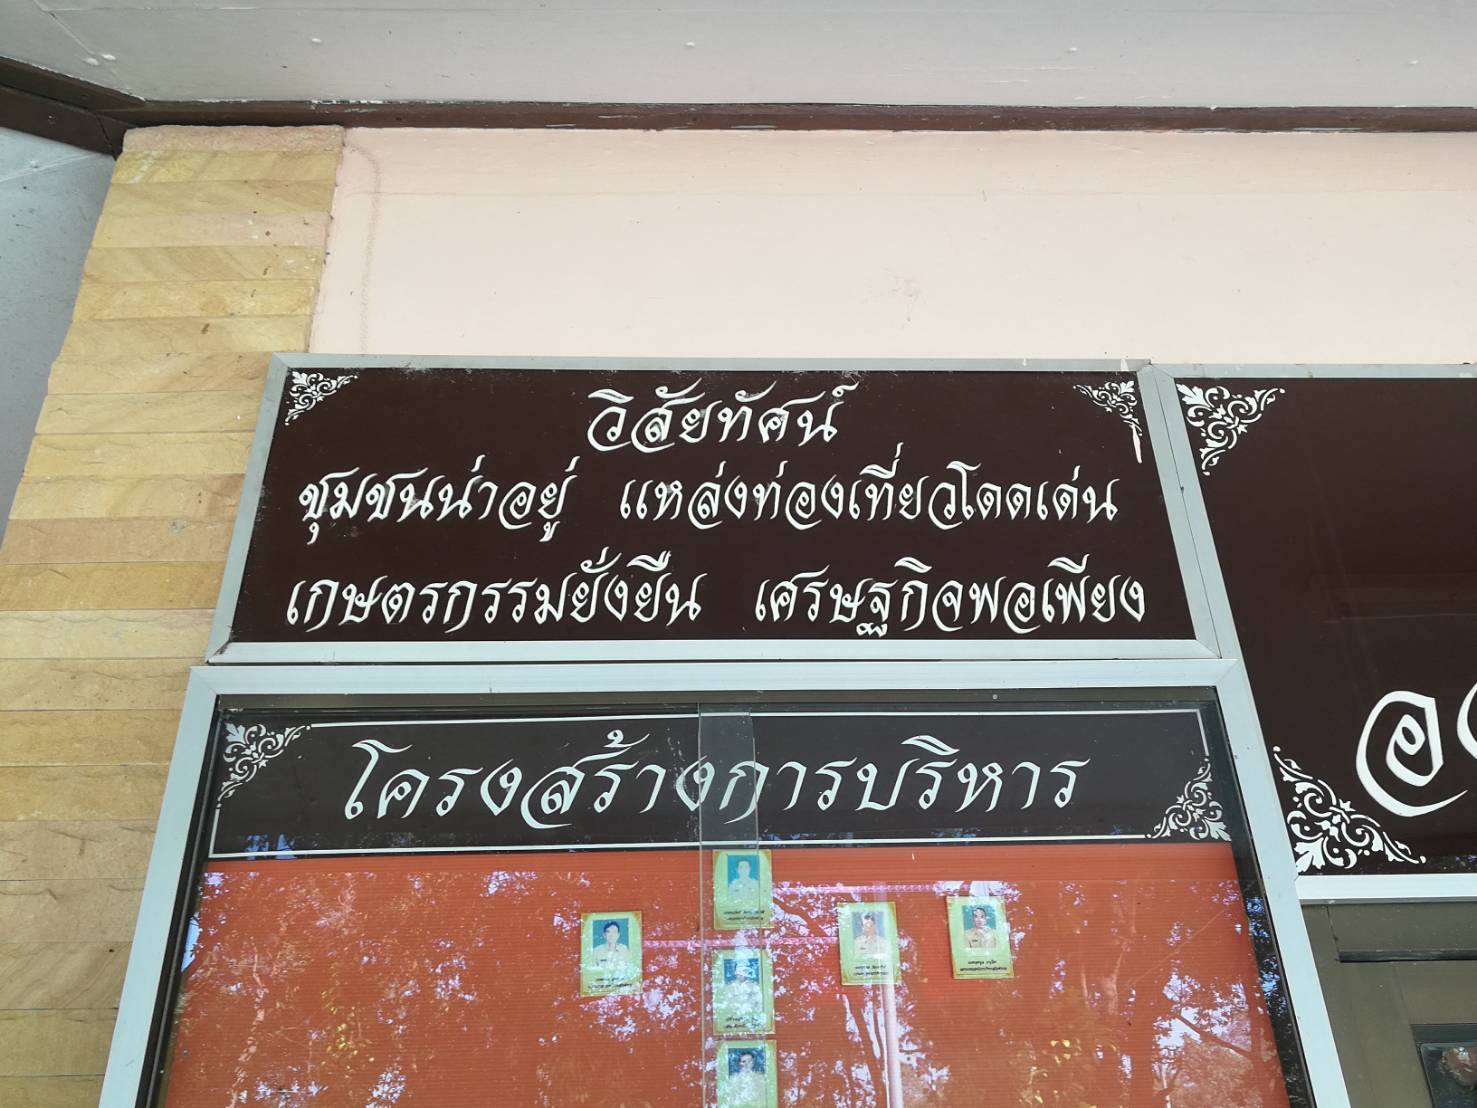 วิสัยทัศน์
ชุมชนน่าอยู่ แหล่งท่องเที่ยวโดดเด่น
เกษตรกรรมยั่งยืน เศรษฐกิจพอเพียง
โครงสร้างการบริหาร